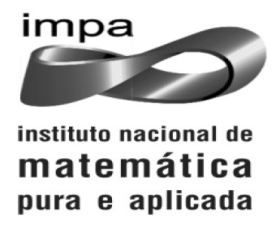 impa
instituto nacional de
matemática
pura e aplicada